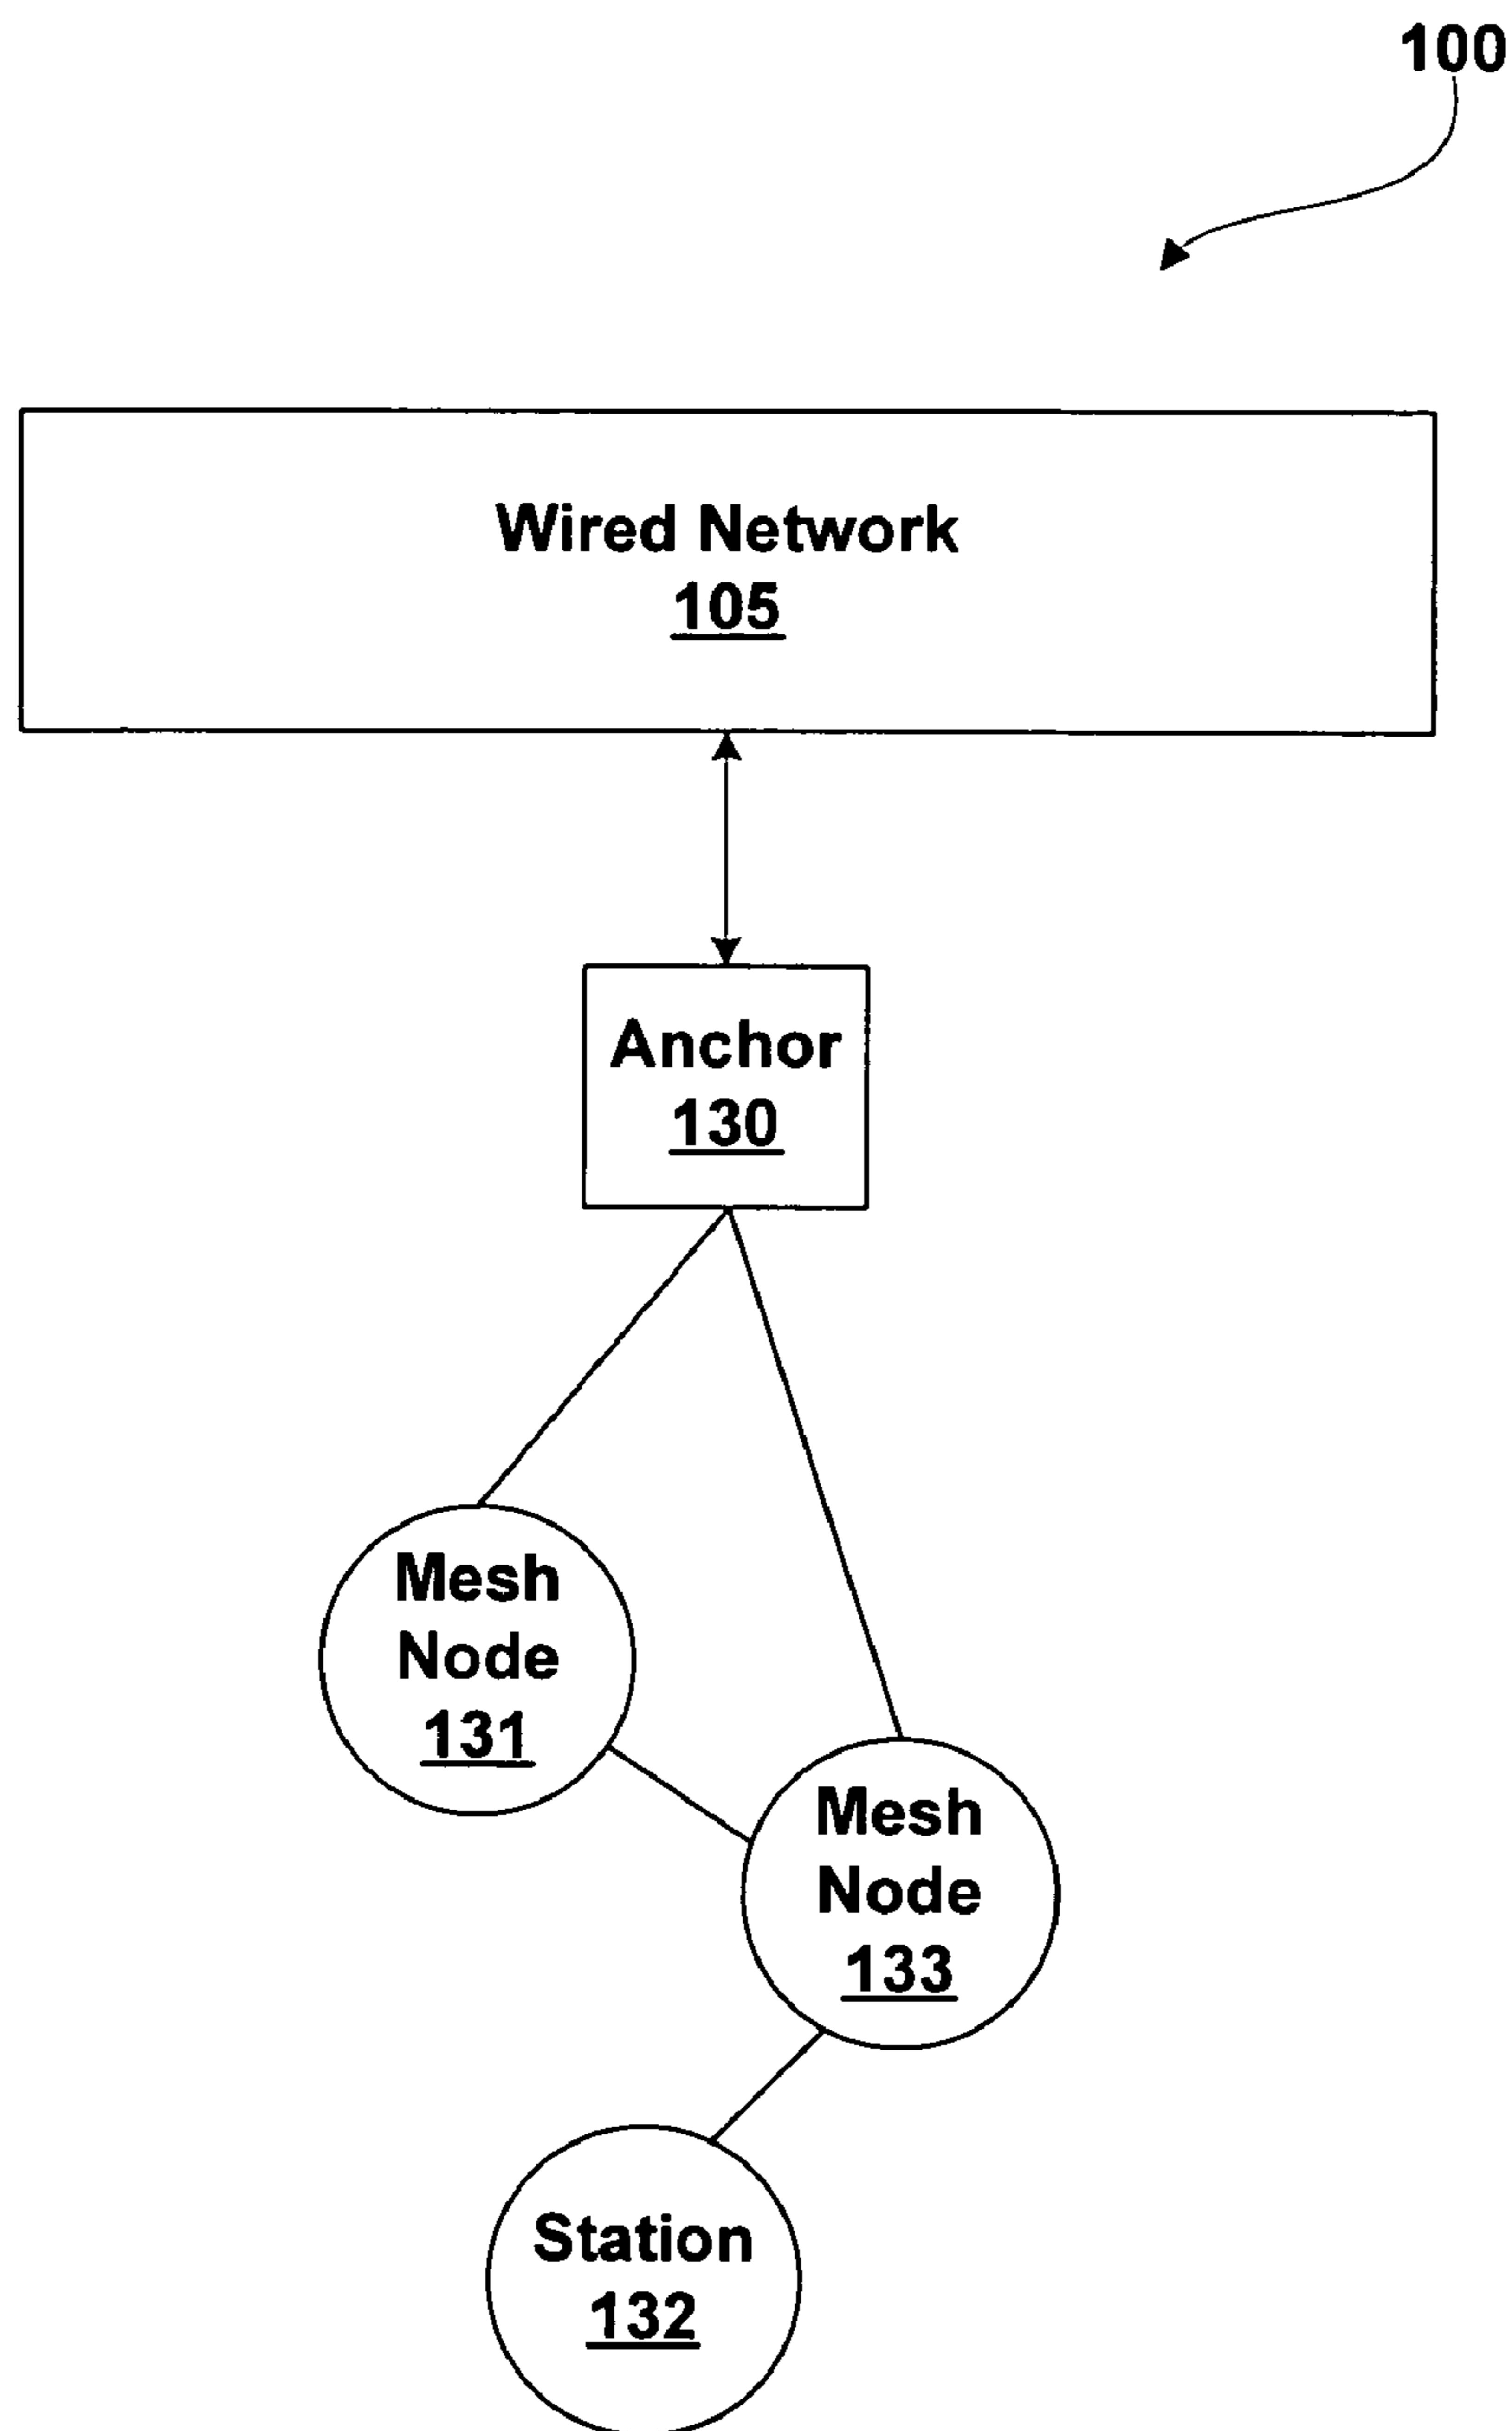 100
Wired Network
105
Anchor
130
Mesh
Node
131
Mesh
Node
133
Station
132